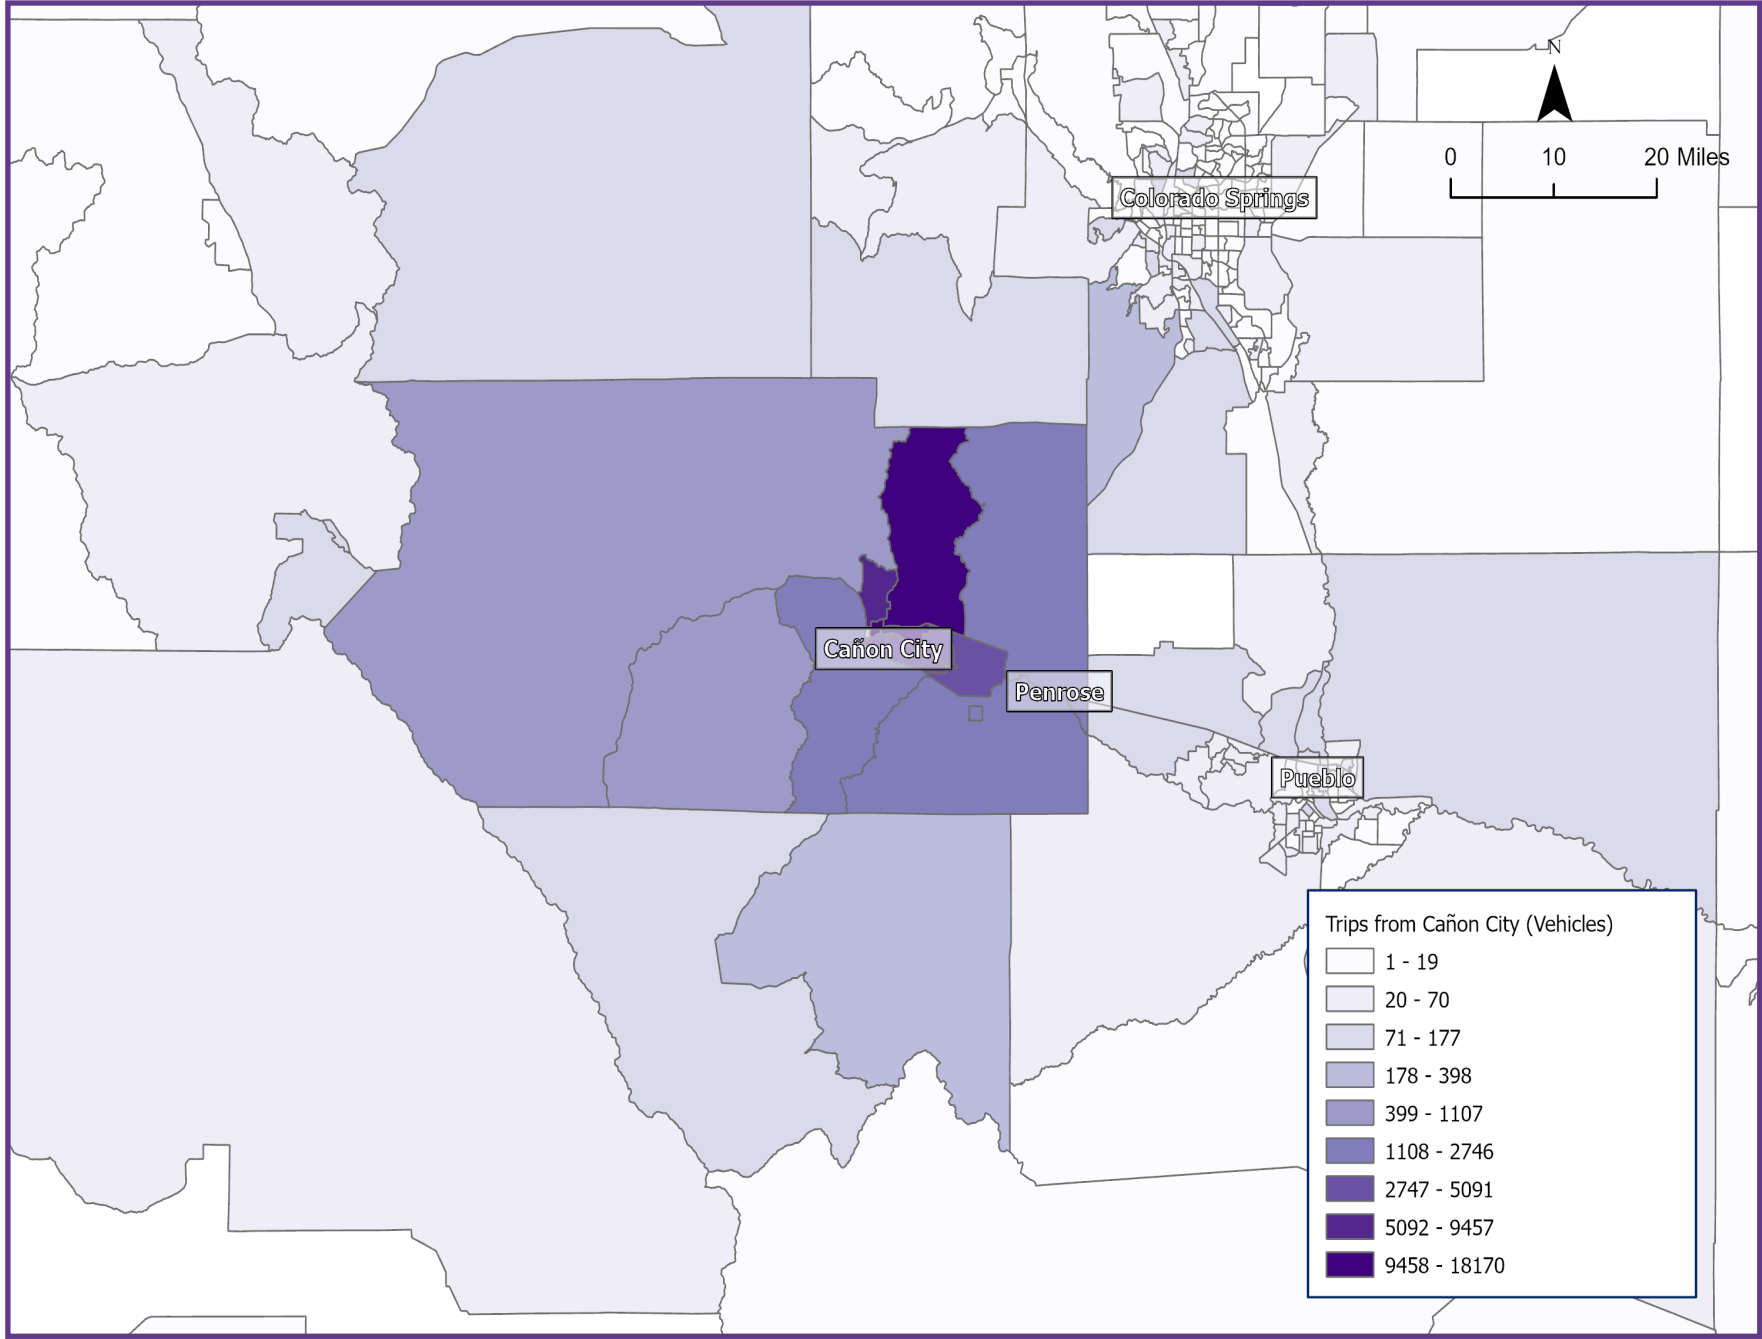 N
0 10 20 Miles
Colorado Springs
Cañon City
Penrose
Pueblo
Trips from Cañon City (Vehicles)
1 - 19
20 - 70
71 - 177
178 - 398
399 - 1107
1108 - 2746
2747 - 5091
5092 - 9457
9458 - 18170